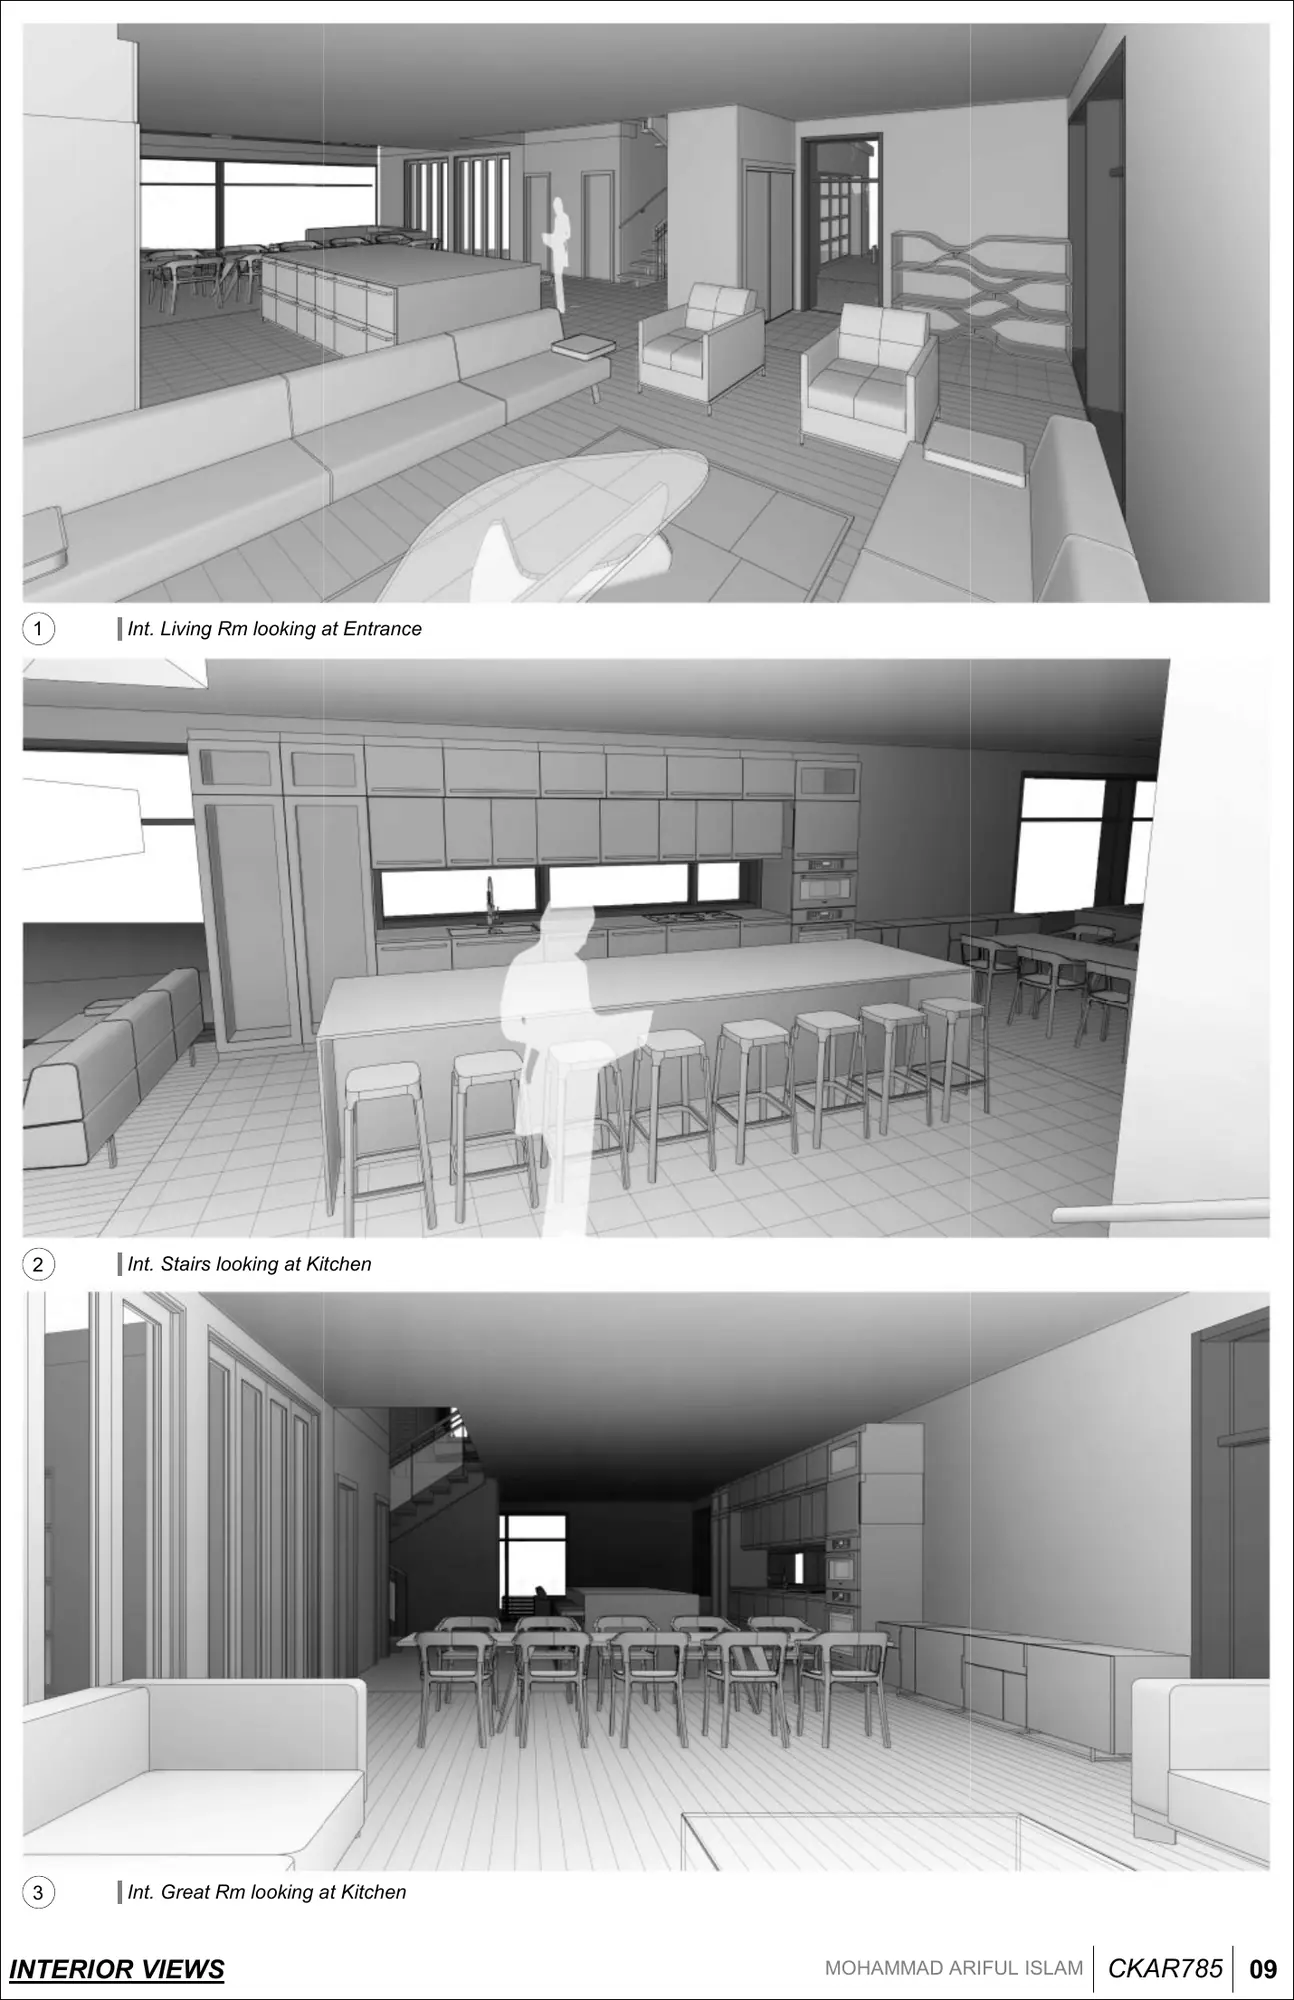 1
Int. Living Rm looking at Entrance
2
Int. Stairs looking at Kitchen
3
Int. Great Rm looking at Kitchen
INTERIOR VIEWS
MOHAMMAD ARIFUL ISLAM
CKAR785
09